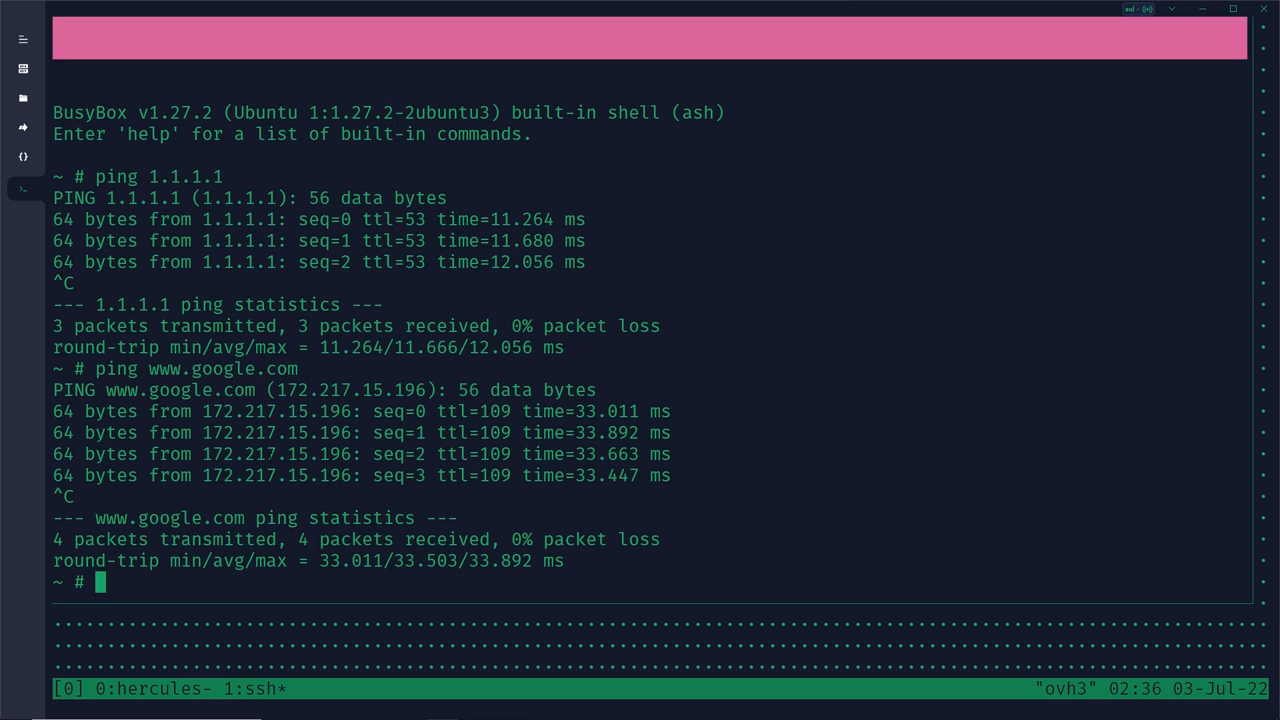 BusyBox v1.27.2 (Ubuntu 1:1.27.2-2ubuntu3) built-in shell (ash)
Enter 'help' for a list of built-in commands.
~ # ping 1.1.1.1
PING 1.1.1.1 (1.1.1.1): 56 data bytes
64 bytes from 1.1.1.1: seq=0 ttl=53 time=11.264 ms
64 bytes from 1.1.1.1: seq=1 ttl=53 time=11.680 ms
64 bytes from 1.1.1.1: seq=2 ttl=53 time=12.056 ms
^C
--- 1.1.1.1 ping statistics ---
3 packets transmitted, 3 packets received, 0% packet loss
round-trip min/avg/max = 11.264/11.666/12.056 ms
~ # ping www.google.com
PING www.google.com (172.217.15.196): 56 data bytes
64 bytes from 172.217.15.196: seq=0 ttl=109 time=33.011 ms
64 bytes from 172.217.15.196: seq=1 ttl=109 time=33.892 ms
64 bytes from 172.217.15.196: seq=2 ttl=109 time=33.663 ms
64 bytes from 172.217.15.196: seq=3 ttl=109 time=33.447 ms
^C
--- www.google.com ping statistics ---
4 packets transmitted, 4 packets received, 0% packet loss
round-trip min/avg/max = 33.011/33.503/33.892 ms
~ #
[0] 0:hercules- 1:ssh* "ovh3" 02:36 03-Jul-22